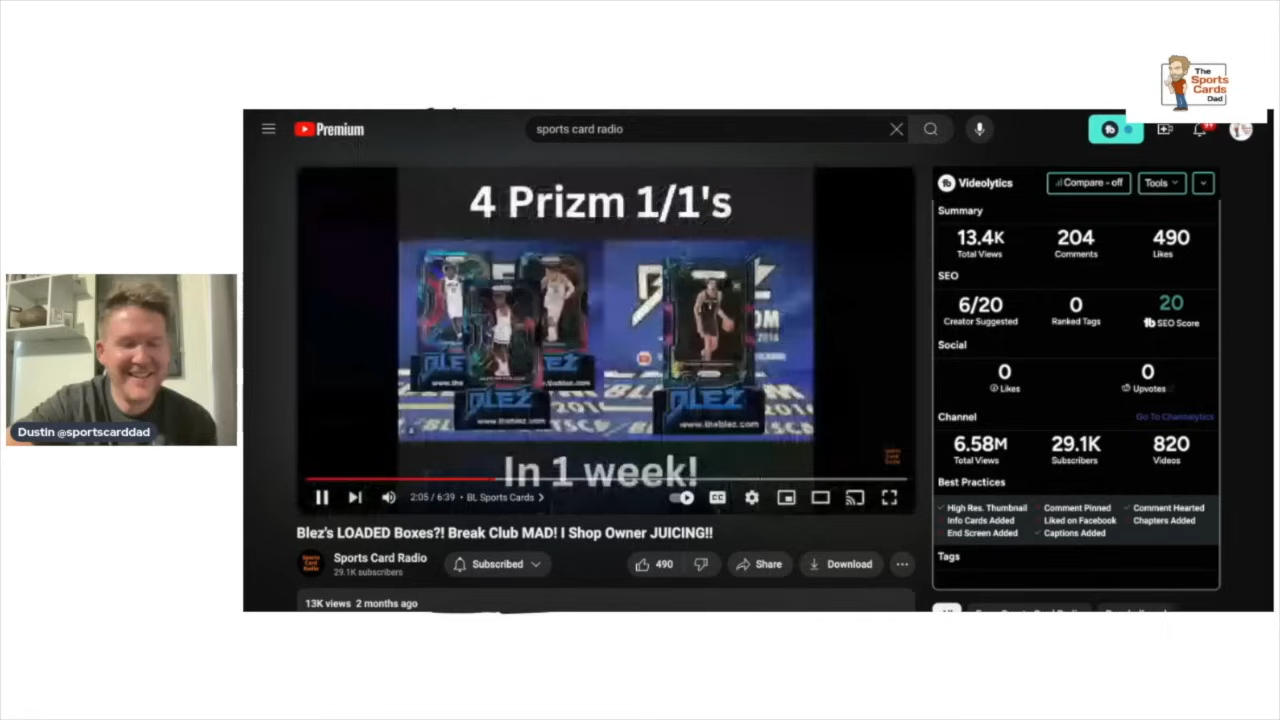 The
Sports
Cards
Dad
Premium
sports card radio
4 Prizm 1/1's
BLEZ
www.theblez.com
In 1 week!
2:05 / 6:39 • BL Sports Cards
CC
Blez's LOADED Boxes?! Break Club MAD! I Shop Owner JUICING!!
Sports Card Radio
29.1K subscribers
Subscribed
490
Share
Download
13K views 2 months ago
Dustin @sportscarddad
Videolytics
Compare - off
Tools
Summary
13.4K
204
490
Total Views
Comments
Likes
SEO
6/20
0
20
Creator Suggested
Ranked Tags
SEO Score
Social
0
0
Likes
Upvotes
Channel
Go To Channelytics
6.58M
29.1K
820
Total Views
Subscribers
Videos
Best Practices
High Res. Thumbnail
Comment Pinned
Comment Hearted
Info Cards Added
Liked on Facebook
Chapters Added
End Screen Added
Captions Added
Tags